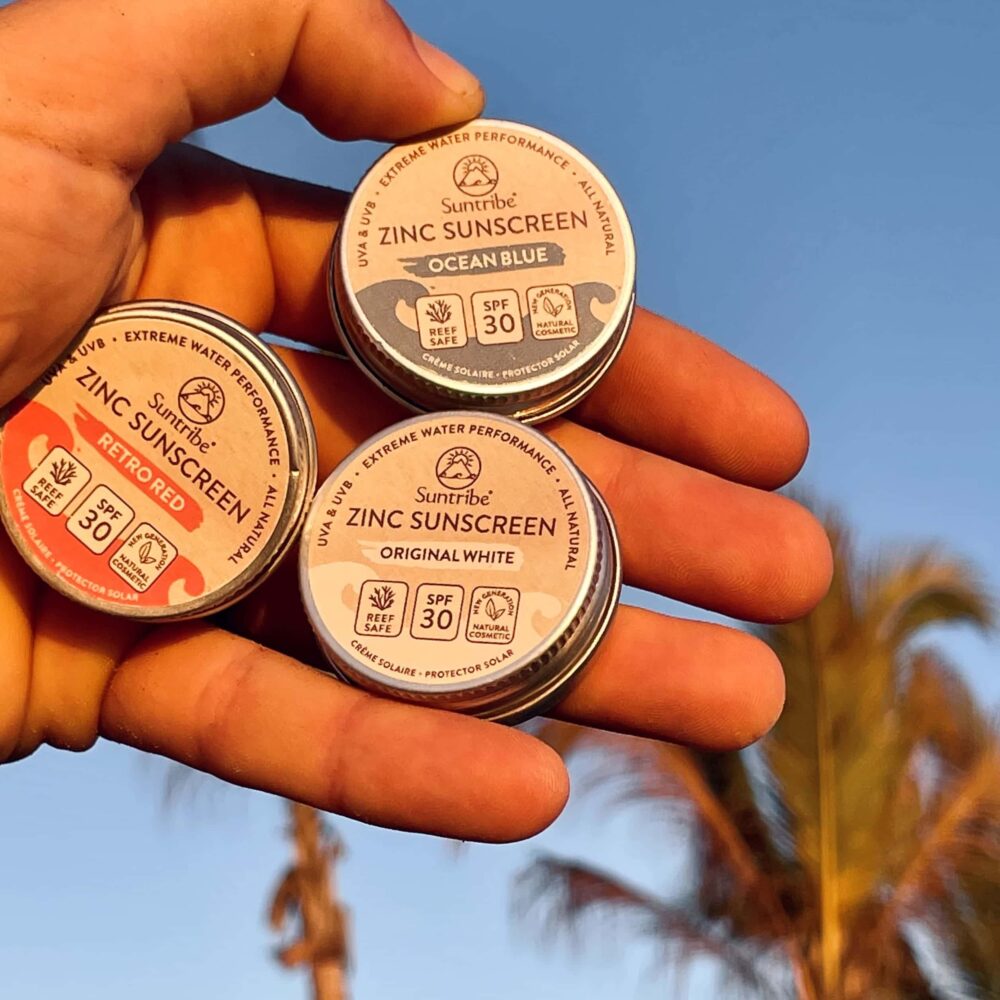 UVA & UVB • EXTREME WATER PERFORMANCE • ALL NATURAL
Suntribe®
ZINC SUNSCREEN
OCEAN BLUE
REEF
SAFE
SPF
30
NEW GENERATION
NATURAL
COSMETIC
CRÈME SOLAIRE • PROTECTOR SOLAR
UVA & UVB • EXTREME WATER PERFORMANCE • ALL NATURAL
Suntribe®
ZINC SUNSCREEN
RETRO RED
REEF
SAFE
SPF
30
NEW GENERATION
NATURAL
COSMETIC
CRÈME SOLAIRE • PROTECTOR SOLAR
UVA & UVB • EXTREME WATER PERFORMANCE • ALL NATURAL
Suntribe®
ZINC SUNSCREEN
ORIGINAL WHITE
REEF
SAFE
SPF
30
NEW GENERATION
NATURAL
COSMETIC
CRÈME SOLAIRE • PROTECTOR SOLAR